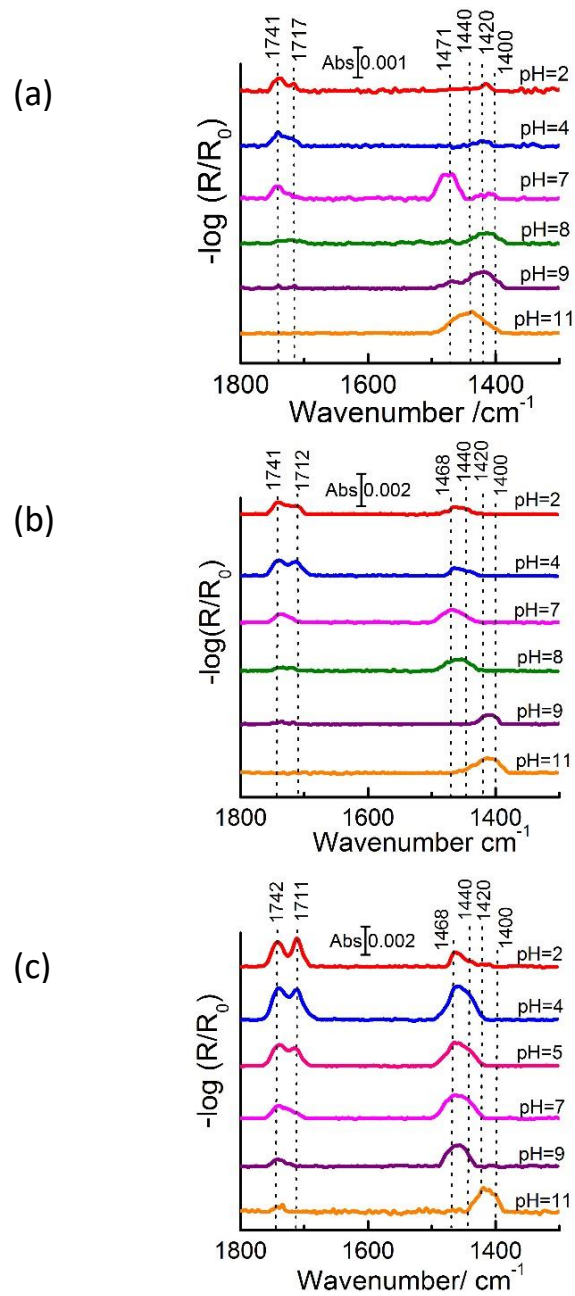 (a)
1741
1717
Abs 0.001
1471
1440
1420
1400
pH=2
pH=4
pH=7
pH=8
pH=9
pH=11
-log (R/R0)
1800
1600
1400
Wavenumber /cm-1
(b)
1741
1712
Abs 0.002
1468
1440
1420
1400
pH=2
pH=4
pH=7
pH=8
pH=9
pH=11
-log(R/R0)
1800
1600
1400
Wavenumber cm-1
(c)
1742
1711
Abs 0.002
1468
1440
1420
1400
pH=2
pH=4
pH=5
pH=7
pH=9
pH=11
-log (R/R0)
1800
1600
1400
Wavenumber/ cm-1